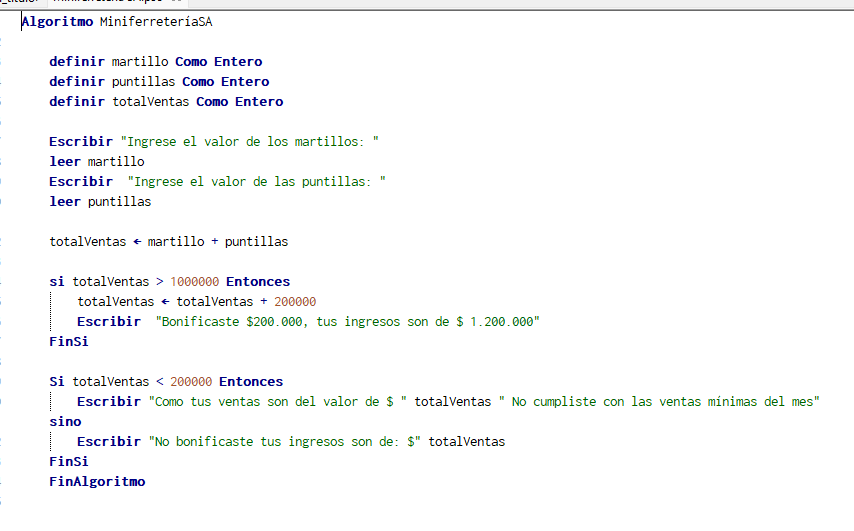 Algoritmo MiniferreteríaSA
definir martillo Como Entero
definir puntillas Como Entero
definir totalVentas Como Entero
Escribir "Ingrese el valor de los martillos: "
leer martillo
Escribir  "Ingrese el valor de las puntillas: "
leer puntillas
totalVentas ← martillo + puntillas
si totalVentas > 1000000 Entonces
totalVentas ← totalVentas + 200000
Escribir  "Bonificaste $200.000, tus ingresos son de $ 1.200.000"
FinSi
Si totalVentas < 200000 Entonces
Escribir "Como tus ventas son del valor de $ " totalVentas " No cumpliste con las ventas mínimas del mes"
sino
Escribir "No bonificaste tus ingresos son de: $" totalVentas
FinSi
FinAlgoritmo